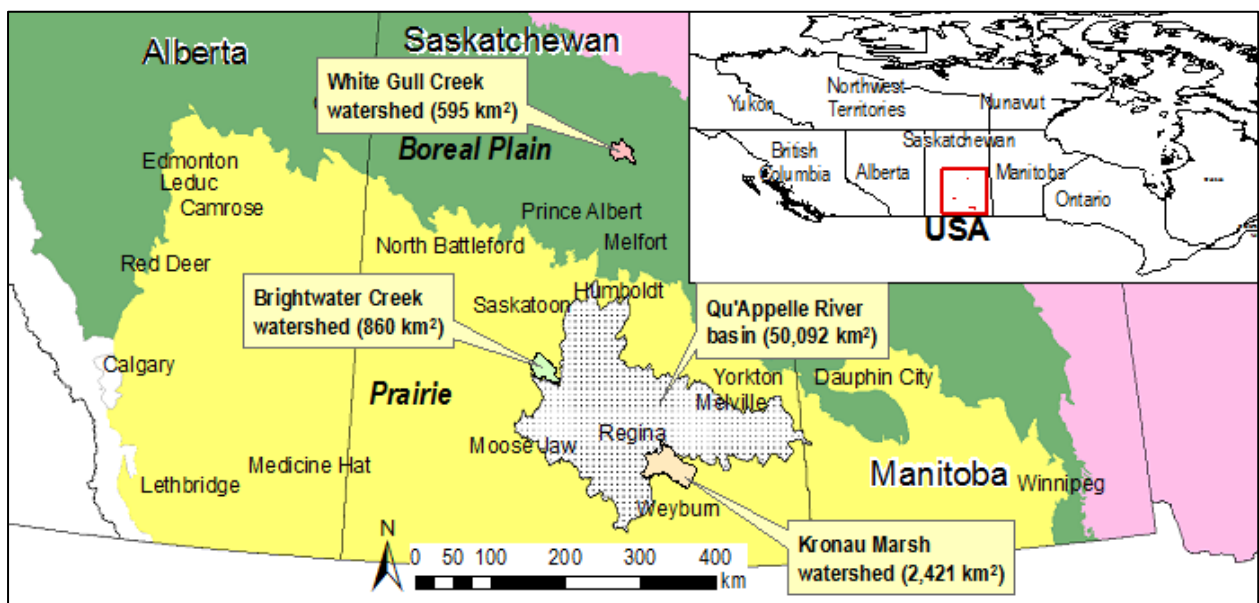 Alberta
Saskatchewan
White Gull Creek
watershed (595 km²)
Boreal Plain
Edmonton
Leduc
Camrose
Prince Albert
North Battleford
Melfort
Red Deer
Brightwater Creek
watershed (860 km²)
Saskatoon
Humboldt
Qu'Appelle River
basin (50,092 km²)
Calgary
Prairie
Yorkton
Melville
Dauphin City
Moose Jaw
Regina
Medicine Hat
Lethbridge
Weyburn
Manitoba
Winnipeg
Kronau Marsh
watershed (2,421 km²)
N
0 50 100 200 300 400
km
Yukon
Northwest
Territories
Nunavut
British
Columbia
Alberta
Saskatchewan
Manitoba
Ontario
USA